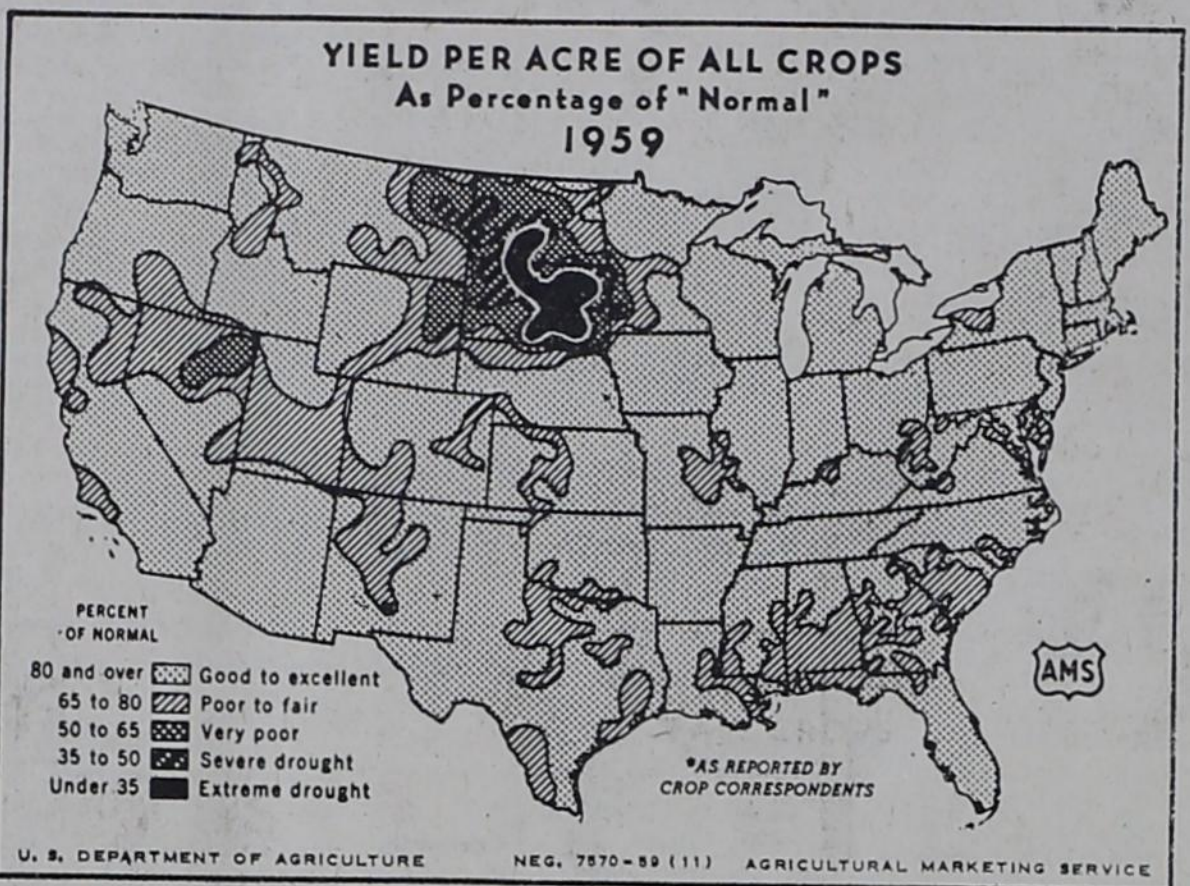 YIELD PER ACRE OF ALL CROPS
As Percentage of "Normal"
1959
PERCENT
OF NORMAL
80 and over Good to excellent
65 to 80 Poor to fair
50 to 65 Very poor
35 to 50 Severe drought
Under 35 Extreme drought
*AS REPORTED BY
CROP CORRESPONDENTS
AMS
U. S. DEPARTMENT OF AGRICULTURE NEG. 7570-59 (11) AGRICULTURAL MARKETING SERVICE